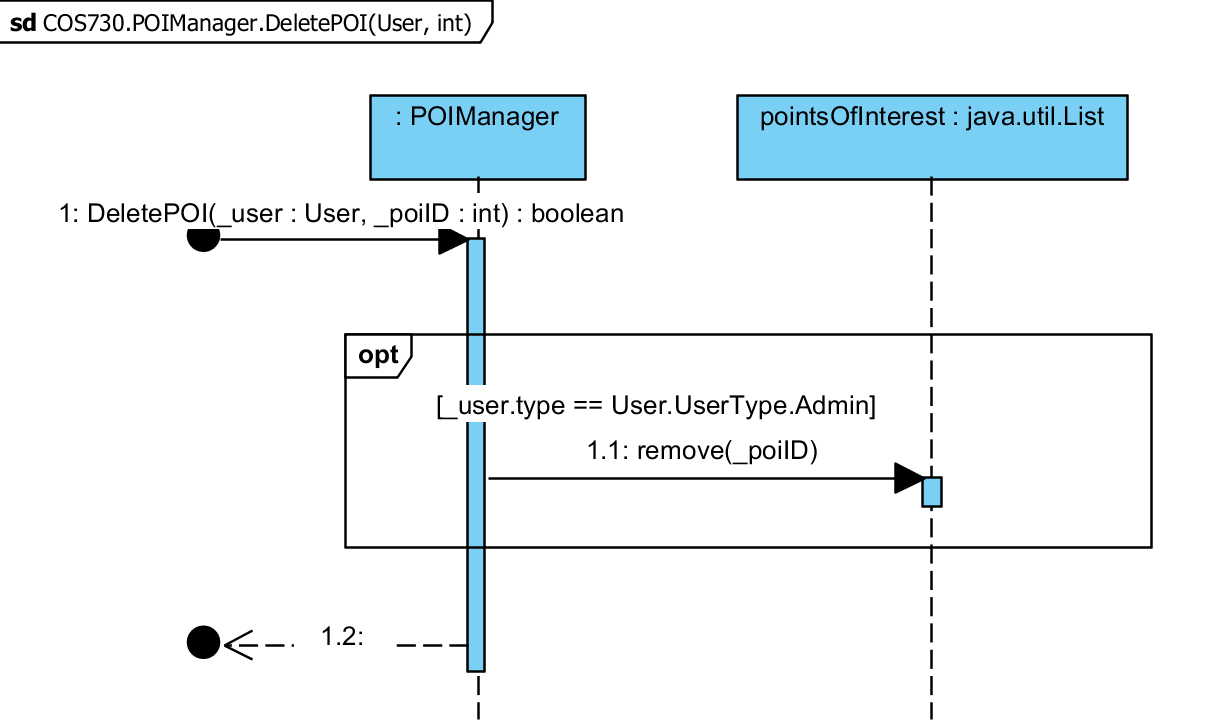 sd COS730.POIManager.DeletePOI(User, int)
: POIManager
pointsOfInterest : java.util.List
1: DeletePOI(_user : User, _poiID : int) : boolean
opt
[_user.type == User.UserType.Admin]
1.1: remove(_poiID)
1.2: